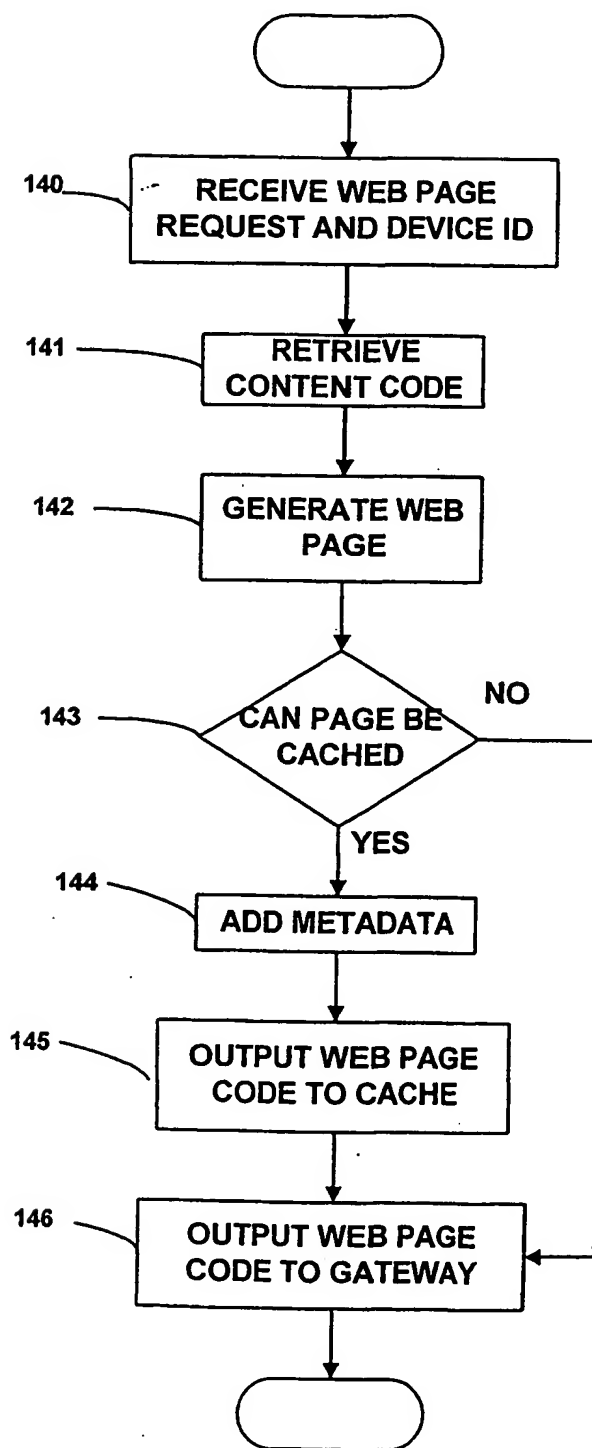 140
RECEIVE WEB PAGE
REQUEST AND DEVICE ID
141
RETRIEVE
CONTENT CODE
142
GENERATE WEB
PAGE
143
CAN PAGE BE
CACHED
NO
YES
144
ADD METADATA
145
OUTPUT WEB PAGE
CODE TO CACHE
146
OUTPUT WEB PAGE
CODE TO GATEWAY